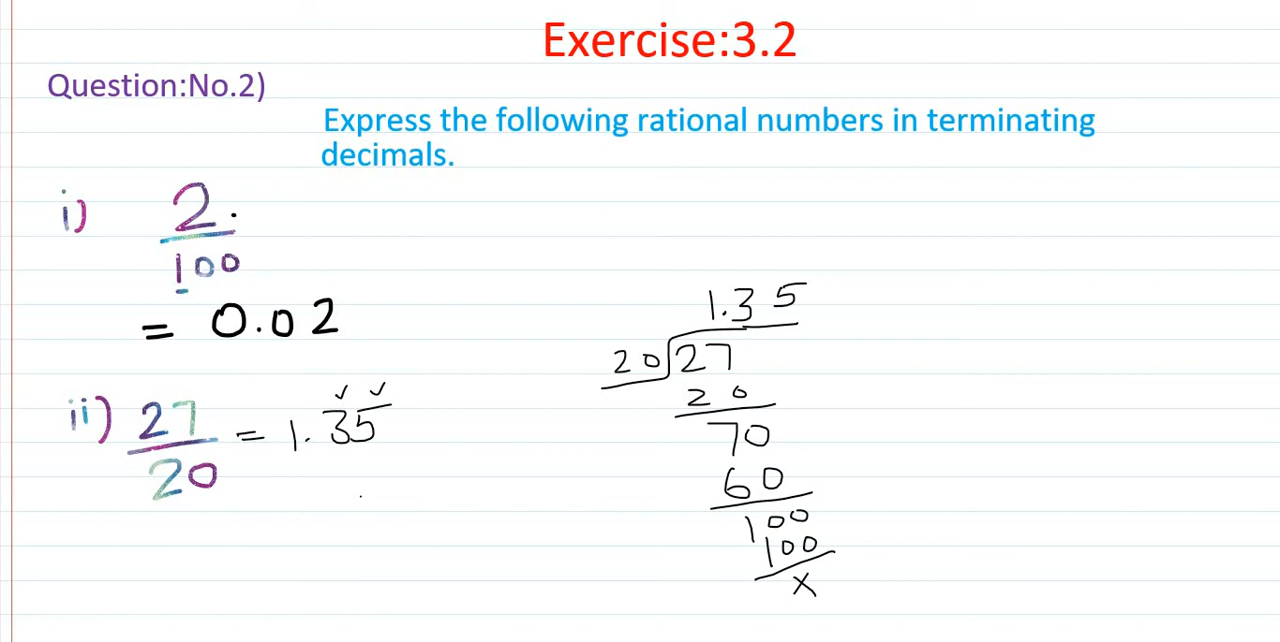 Exercise:3.2
Question:No.2)
Express the following rational numbers in terminating
decimals.
i) 2.
100
= 0.02
ii) 27/20 = 1.35
1.35
20)27
20
70
60
100
100
x